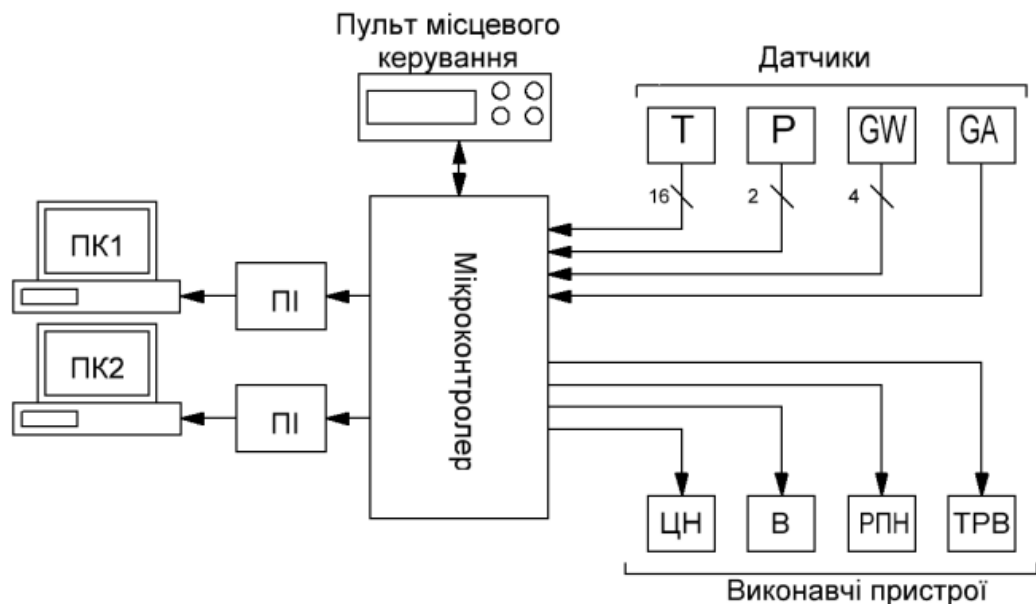 Пульт місцевого
керування
Датчики
T P GW GA
16 2 4
ПК1
ПІ
Мікроконтролер
ПК2
ПІ
ЦН В РПН ТРВ
Виконавчі пристрої